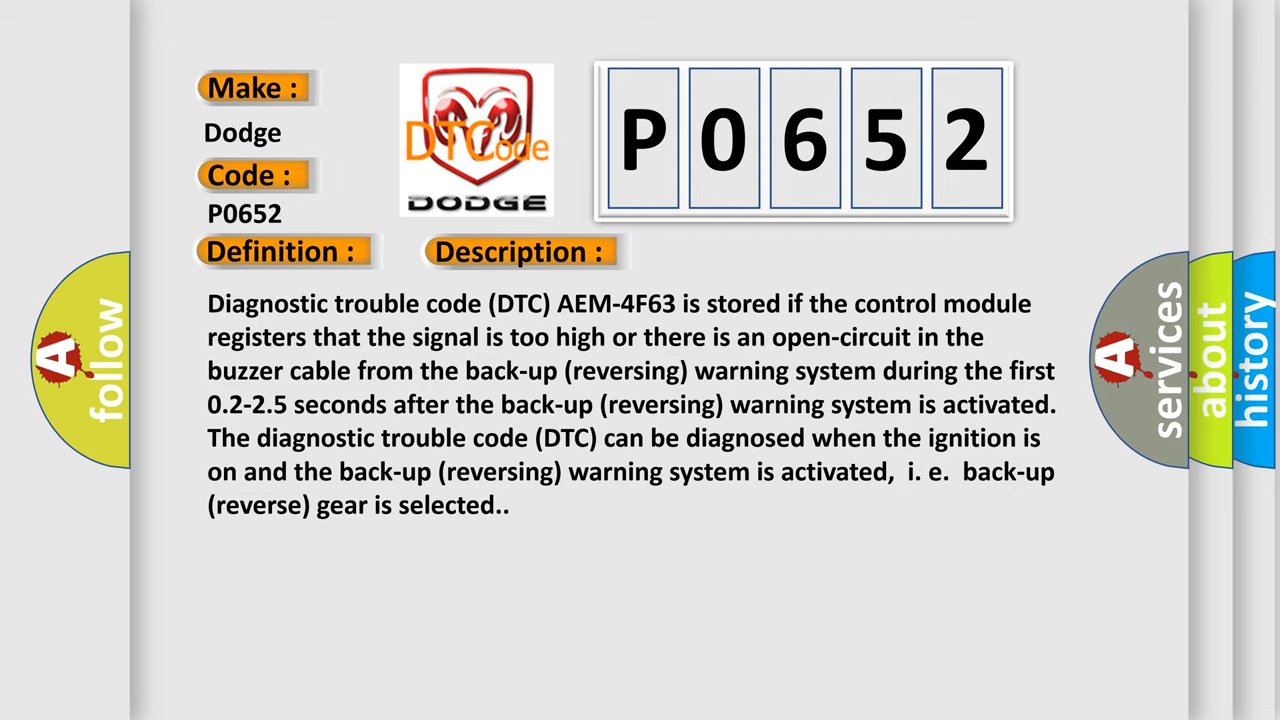 Make :
Dodge
Code :
P0652
DTCode
DODGE
P0652
Definition :
Description :
Diagnostic trouble code (DTC) AEM-4F63 is stored if the control module
registers that the signal is too high or there is an open-circuit in the
buzzer cable from the back-up (reversing) warning system during the first
0.2-2.5 seconds after the back-up (reversing) warning system is activated.
The diagnostic trouble code (DTC) can be diagnosed when the ignition is
on and the back-up (reversing) warning system is activated, i.e. back-up
(reverse) gear is selected..
A follow
A services
about
history